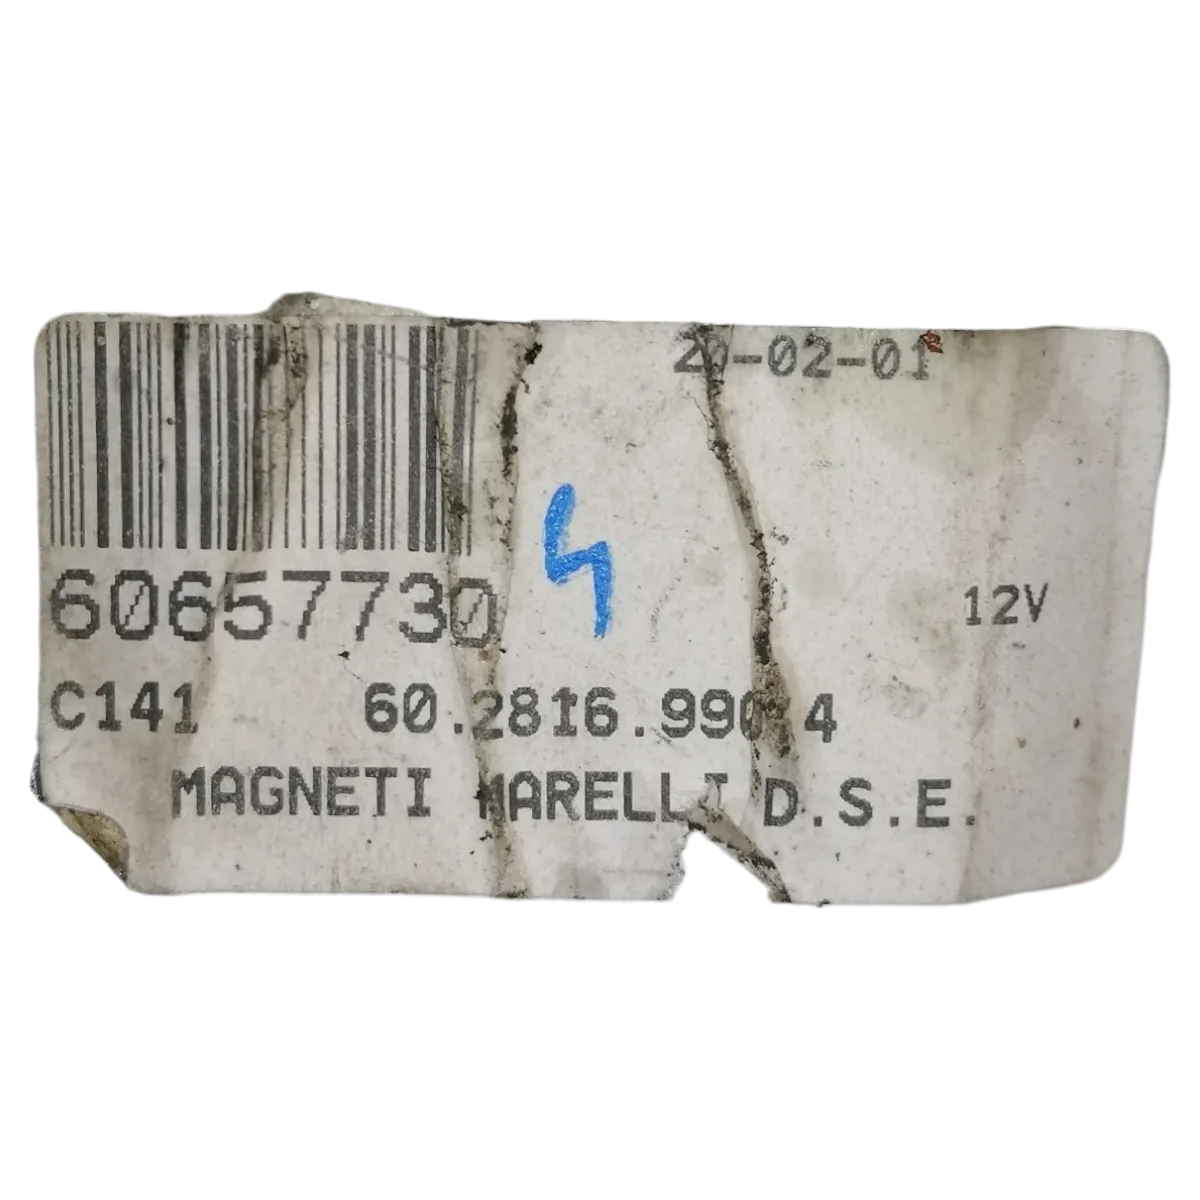 20-02-01
60657730
12V
C141 60.2816.990.4
MAGNETI MARELLI D.S.E.